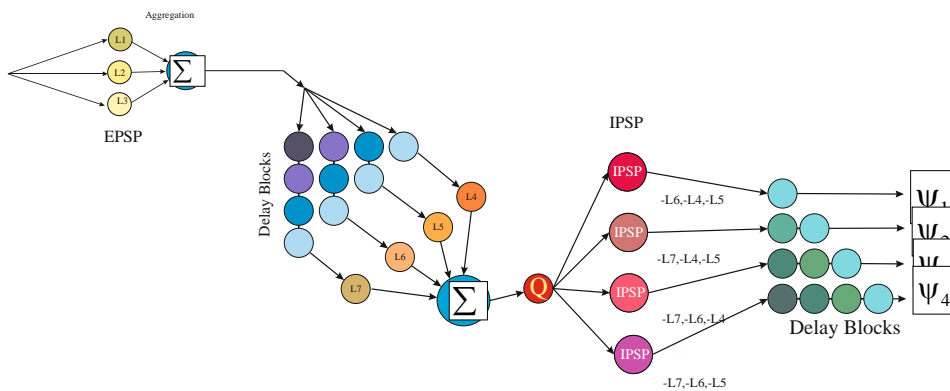 Aggregation
L1
L2
L3
Σ
EPSP
Delay Blocks
L4
L5
L6
L7
Σ
Q
IPSP
IPSP
-L6,-L4,-L5
IPSP
-L7,-L4,-L5
IPSP
-L7,-L6,-L4
IPSP
-L7,-L6,-L5
Delay Blocks
Ψ
Ψ
Ψ
Ψ4